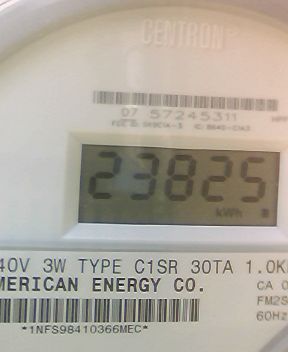 CENTRON
07 57245311
23825
kWh
40V 3W TYPE C1SR 30TA 1.0K
MERICAN ENERGY CO. CA 0
FM2S
*1NFS98410366MEC* 60Hz